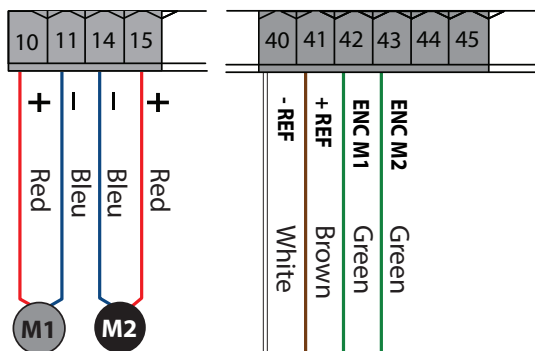 10 11 14 15
40 41 42 43 44 45
+ – – +
- REF
+ REF
ENC M1
ENC M2
Red
Bleu
Bleu
Red
White
Brown
Green
Green
M1
M2